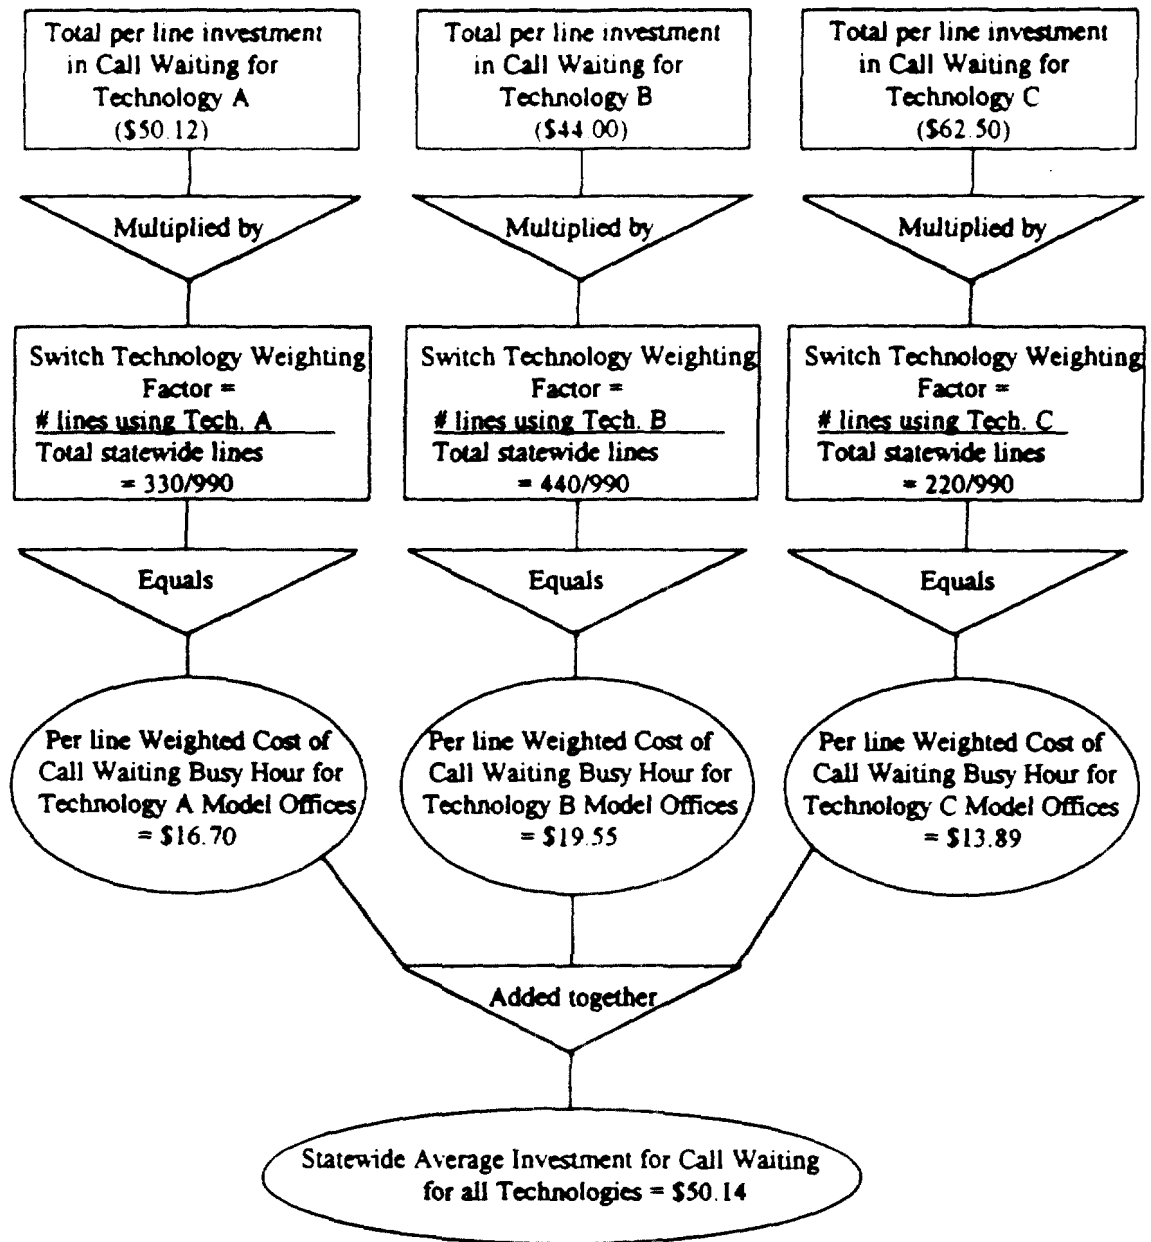 Total per line investment
in Call Waiting for
Technology A
($50.12)
Total per line investment
in Call Waiting for
Technology B
($44.00)
Total per line investment
in Call Waiting for
Technology C
($62.50)
Multiplied by
Multiplied by
Multiplied by
Switch Technology Weighting
Factor =
# lines using Tech. A
Total statewide lines
= 330/990
Switch Technology Weighting
Factor =
# lines using Tech. B
Total statewide lines
= 440/990
Switch Technology Weighting
Factor =
# lines using Tech. C
Total statewide lines
= 220/990
Equals
Equals
Equals
Per line Weighted Cost of
Call Waiting Busy Hour for
Technology A Model Offices
= $16.70
Per line Weighted Cost of
Call Waiting Busy Hour for
Technology B Model Offices
= $19.55
Per line Weighted Cost of
Call Waiting Busy Hour for
Technology C Model Offices
= $13.89
Added together
Statewide Average Investment for Call Waiting
for all Technologies = $50.14